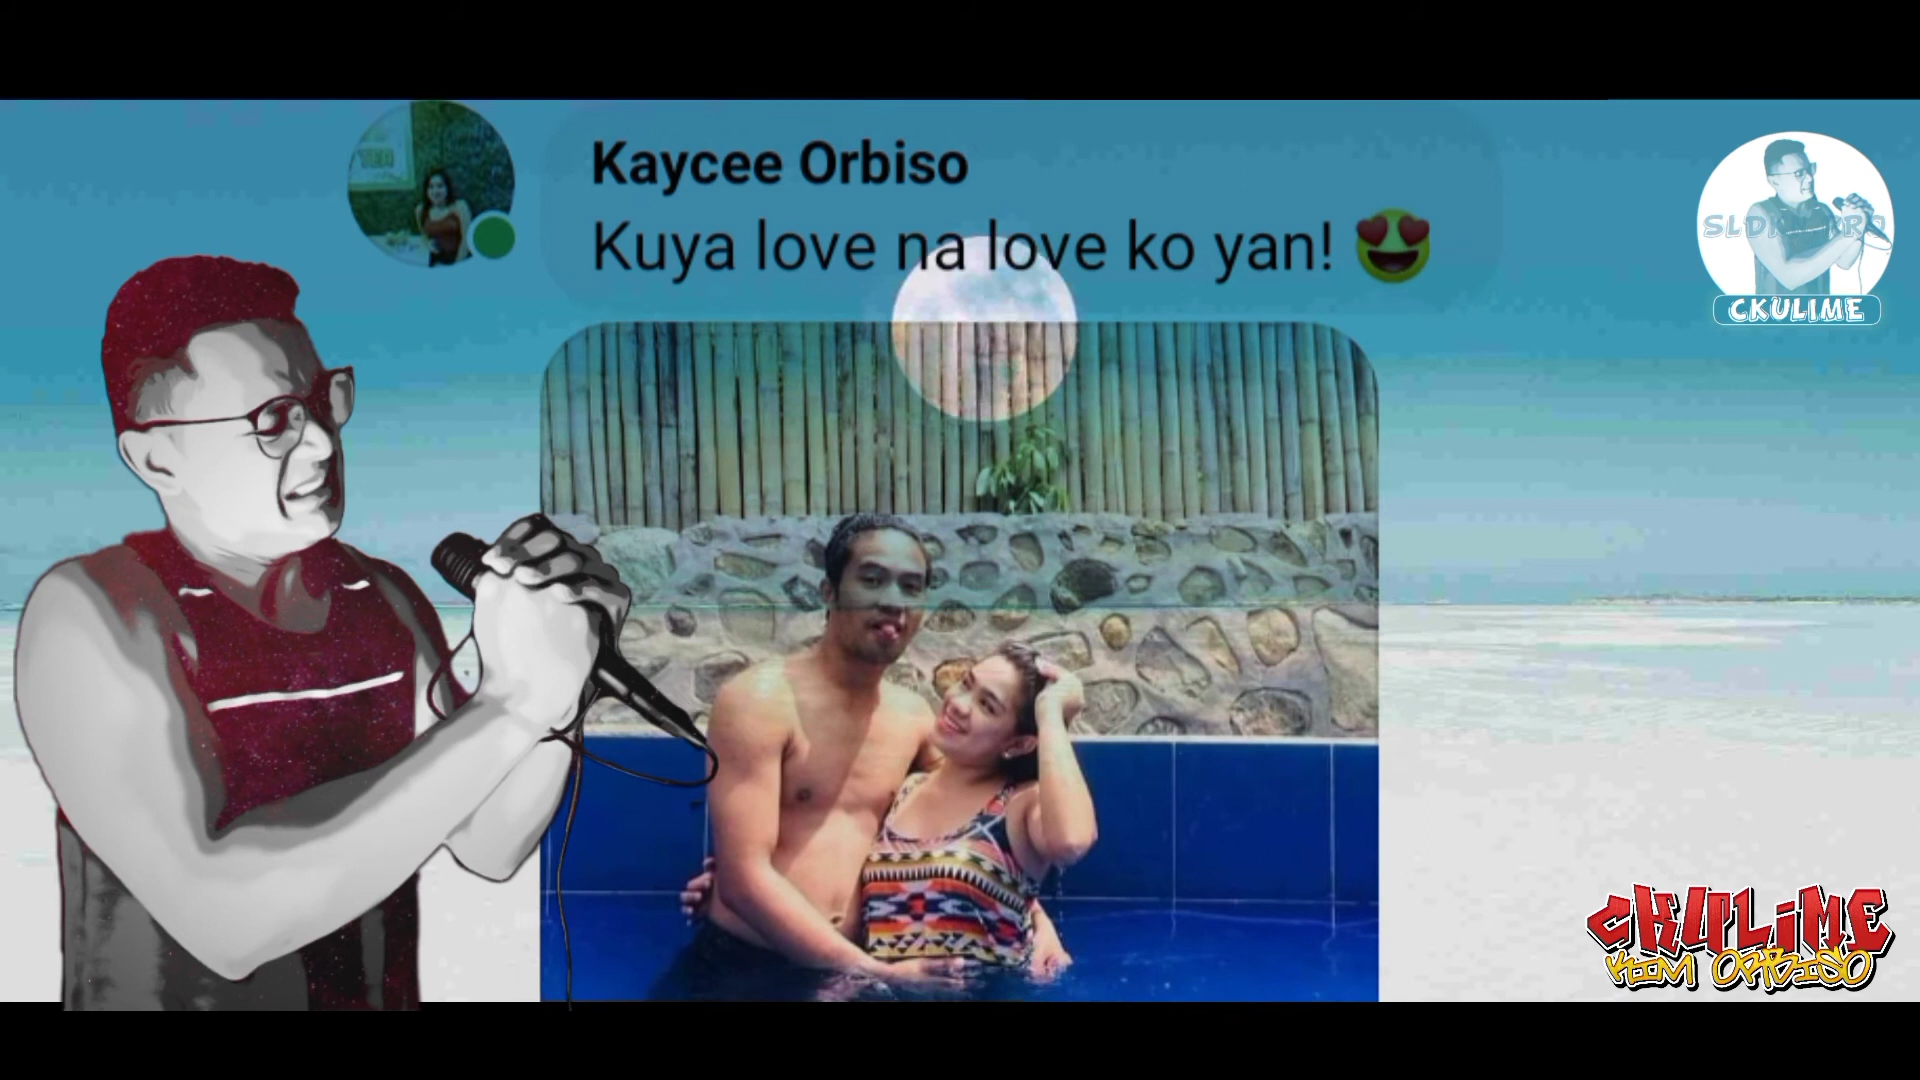 Kaycee Orbiso
Kuya love na love ko yan! 😍
CKULIME
CKULIME
KIM ORBISO